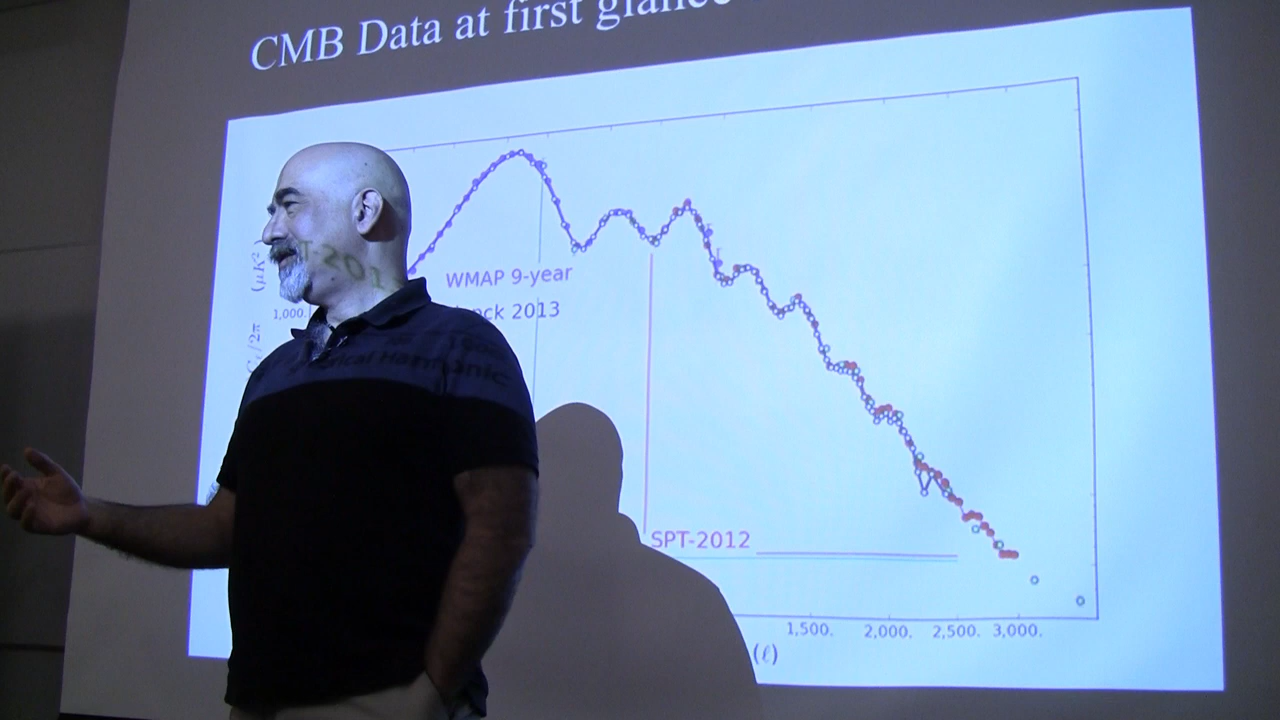 CMB Data at first glance
(μK²
WMAP 9-year
2013
1,000.
/2π
SPT-2012
1,500. 2,000. 2,500. 3,000.
(ℓ)